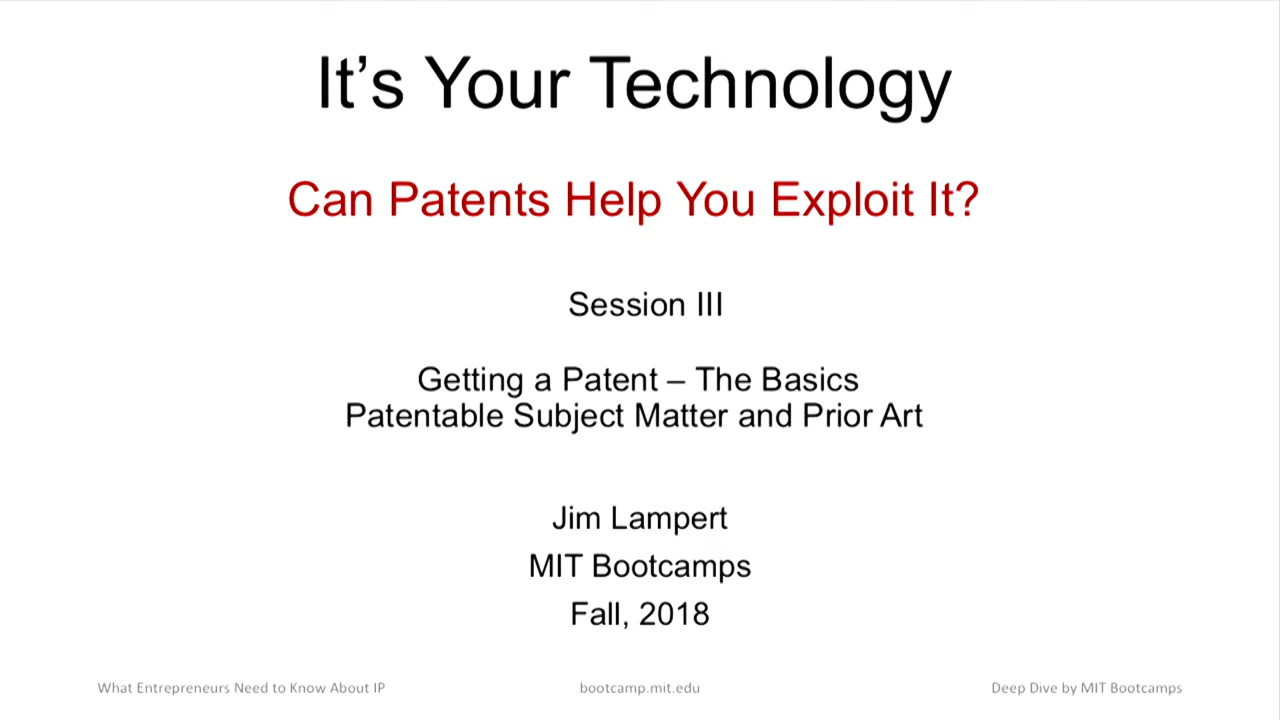 It’s Your Technology
Can Patents Help You Exploit It?
Session III
Getting a Patent – The Basics
Patentable Subject Matter and Prior Art
Jim Lampert
MIT Bootcamps
Fall, 2018
What Entrepreneurs Need to Know About IP
bootcamp.mit.edu
Deep Dive by MIT Bootcamps